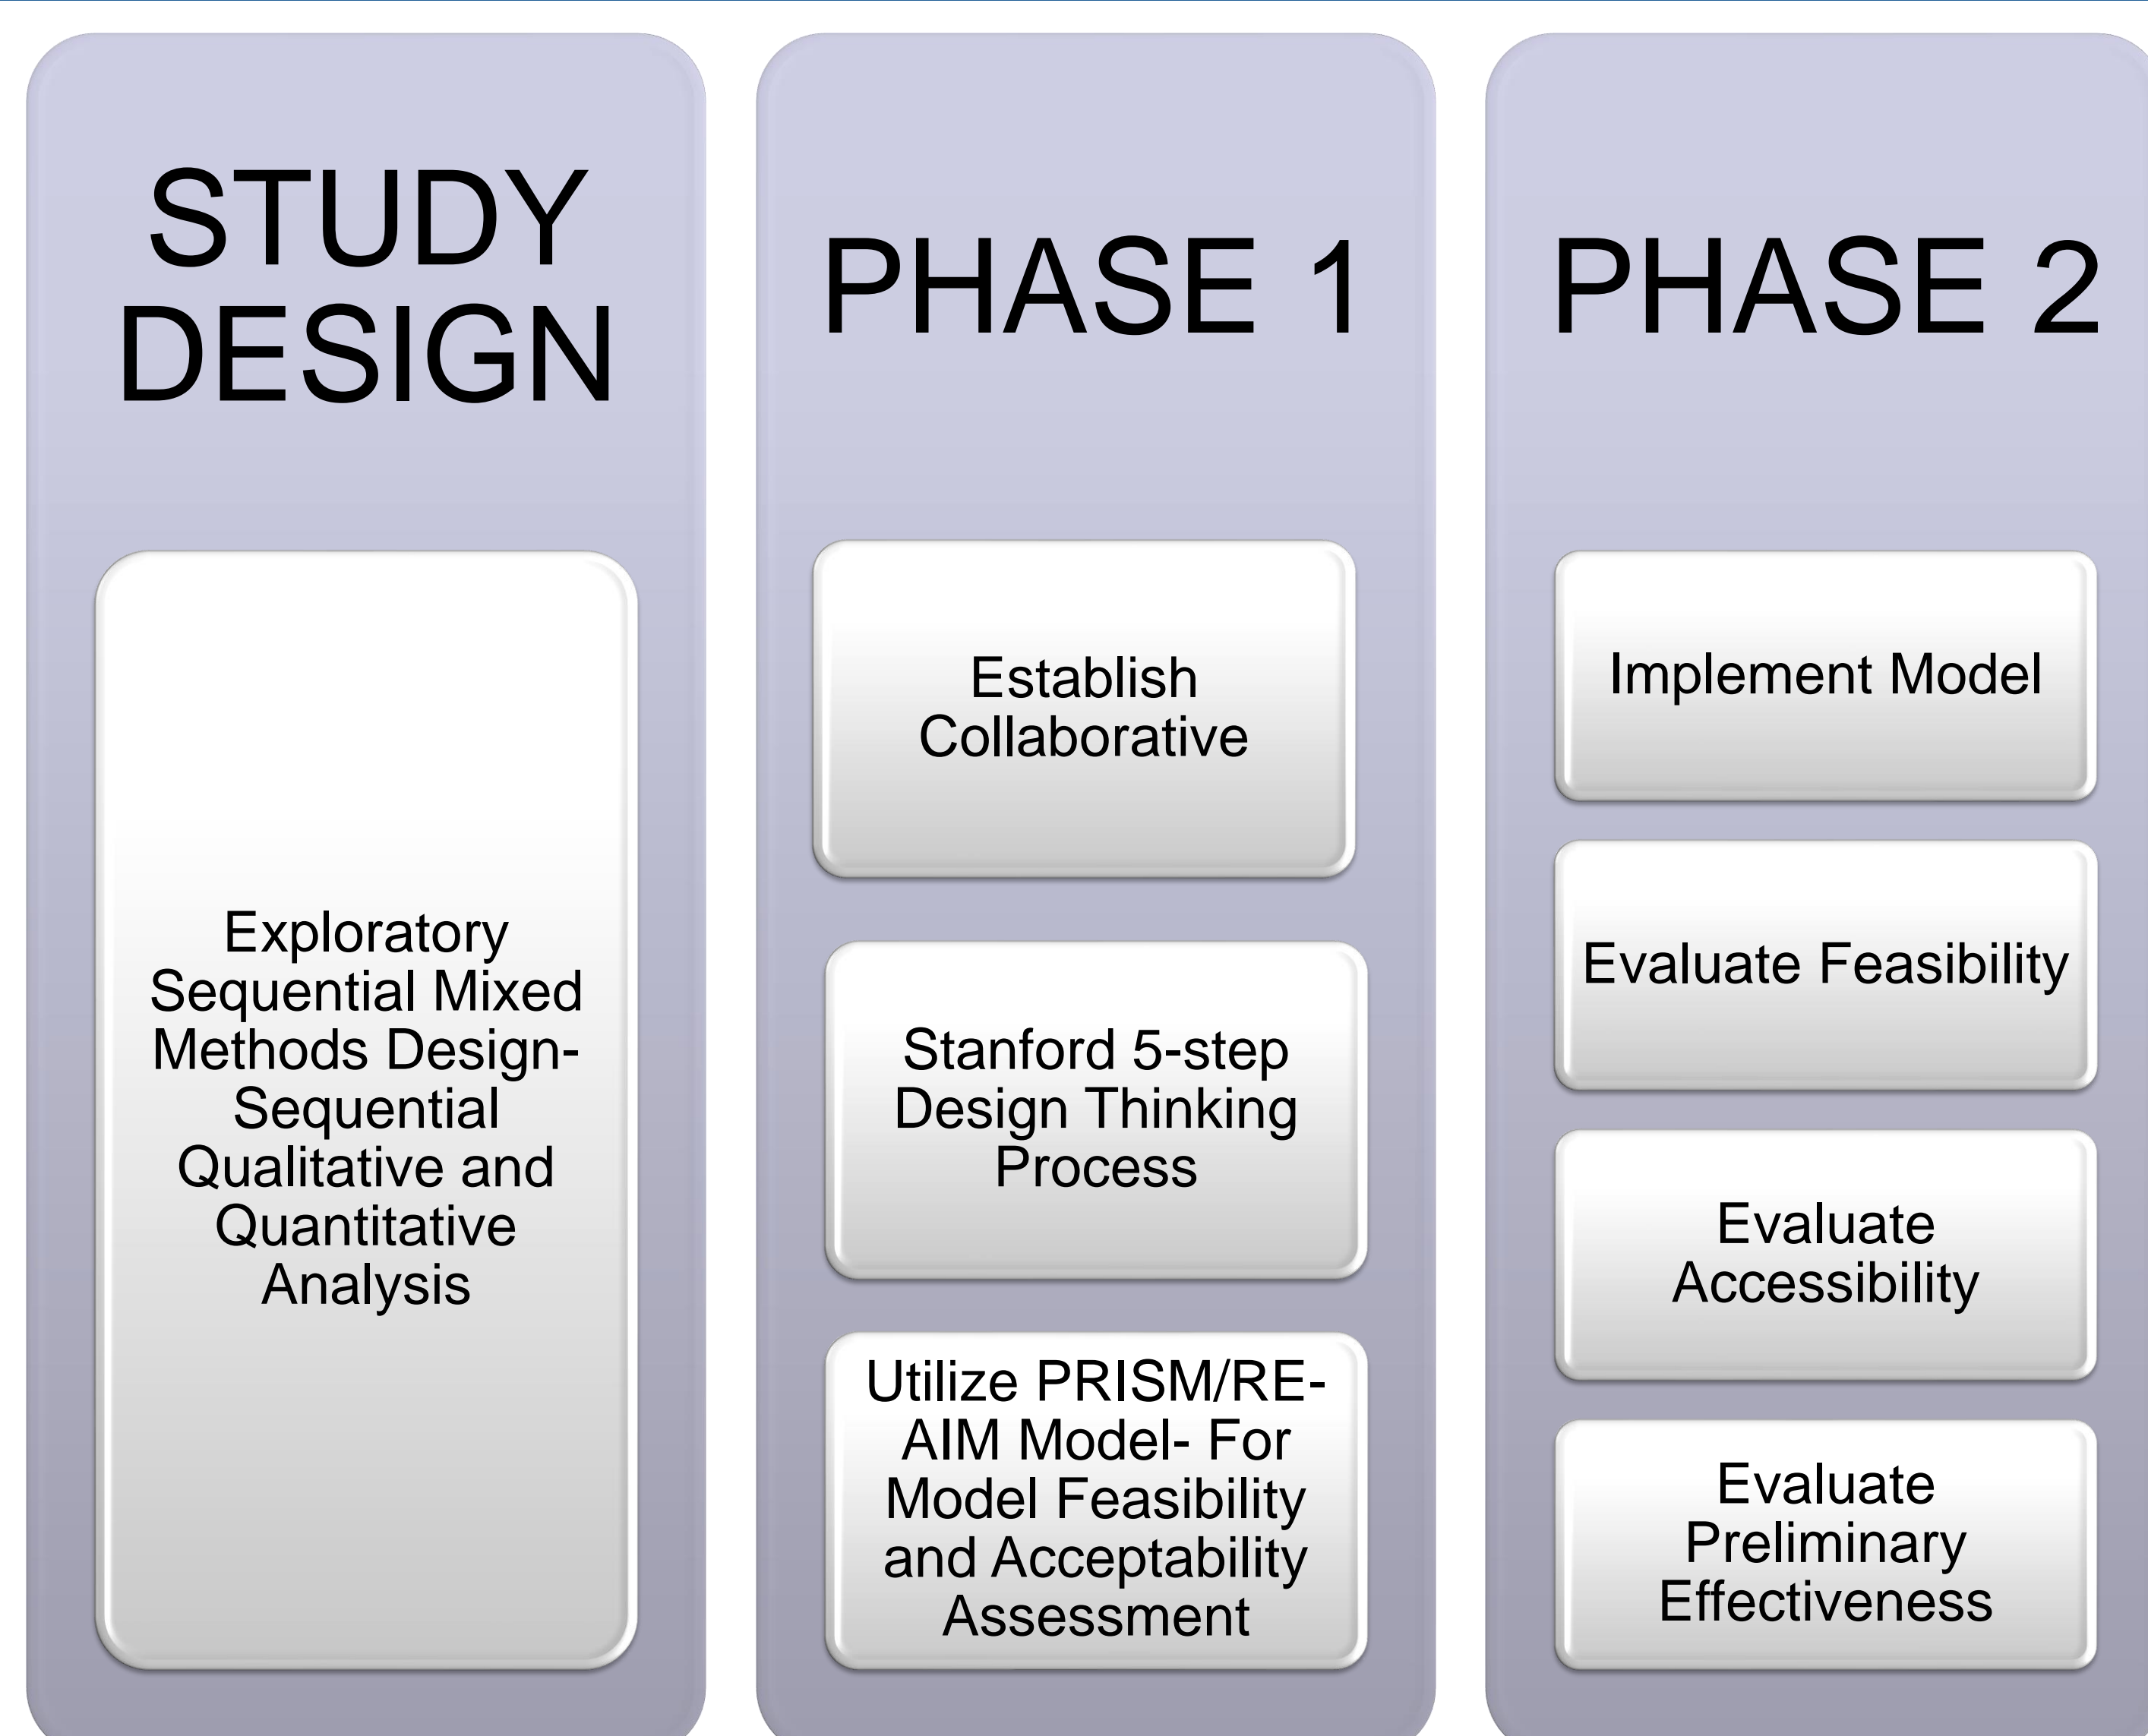 STUDY
DESIGN
Exploratory
Sequential Mixed
Methods Design-
Sequential
Qualitative and
Quantitative
Analysis
PHASE 1
Establish
Collaborative
Stanford 5-step
Design Thinking
Process
Utilize PRISM/RE-
AIM Model- For
Model Feasibility
and Acceptability
Assessment
PHASE 2
Implement Model
Evaluate Feasibility
Evaluate
Accessibility
Evaluate
Preliminary
Effectiveness